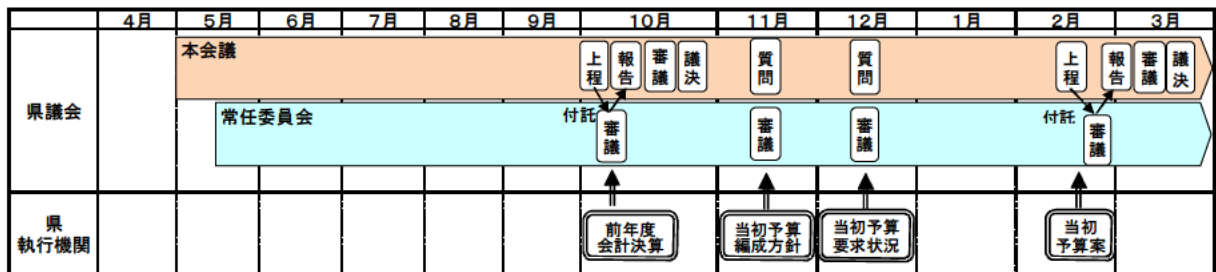 4月 5月 6月 7月 8月 9月 10月 11月 12月 1月 2月 3月
県議会
本会議
上程
報告
審議
議決
質問
質問
上程
報告
審議
議決
常任委員会
付託
審議
審議
審議
付託
審議
県
執行機関
前年度
会計決算
当初予算
編成方針
当初予算
要求状況
当初
予算案